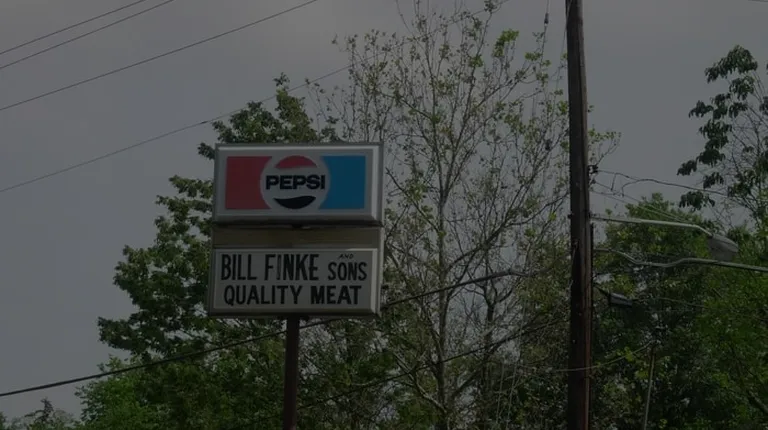 PEPSI
BILL FINKE AND SONS
QUALITY MEAT